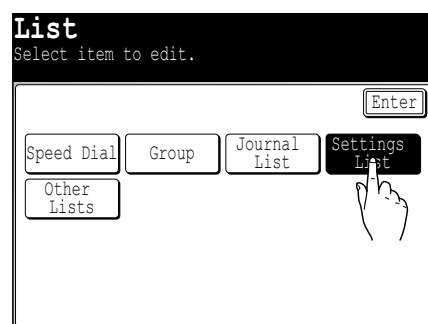 List
Select item to edit.
Enter
Speed Dial
Group
Journal
List
Settings
List
Other
Lists